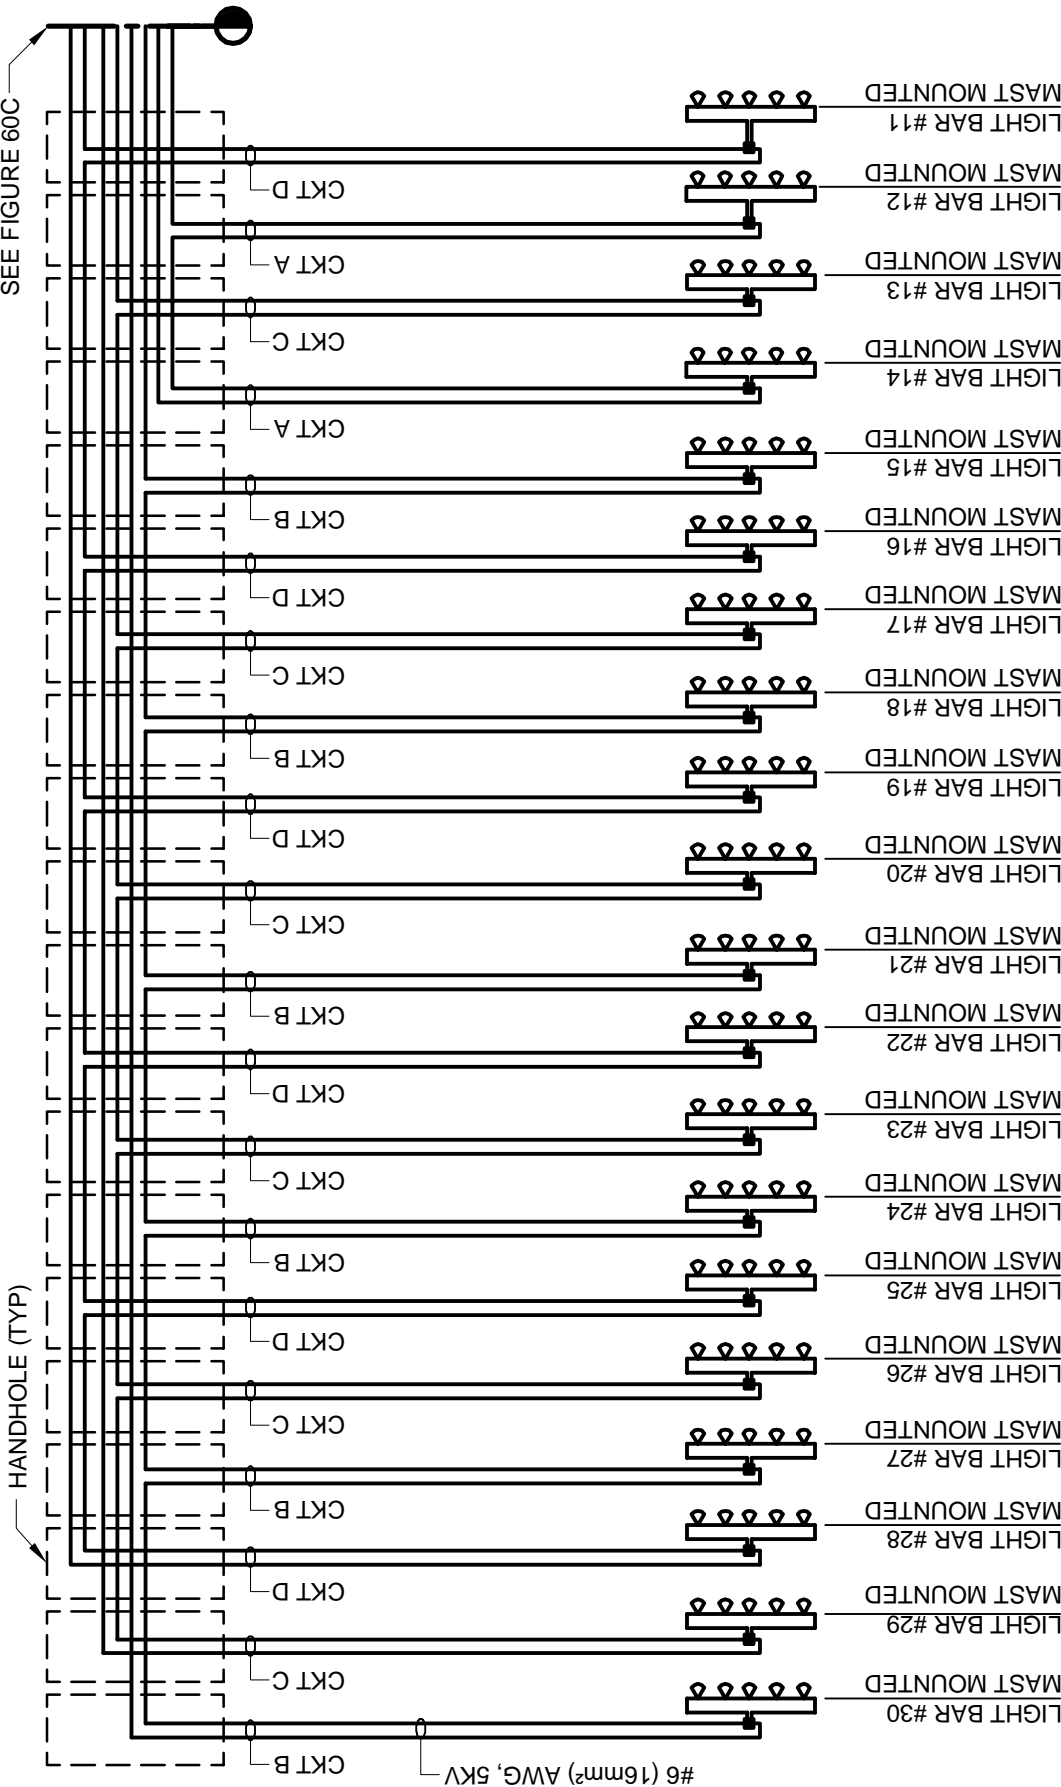 #6 (16mm²) AWG, 5KV
LIGHT BAR #30
MAST MOUNTED
CKT B
LIGHT BAR #29
MAST MOUNTED
CKT C
LIGHT BAR #28
MAST MOUNTED
CKT D
LIGHT BAR #27
MAST MOUNTED
CKT B
LIGHT BAR #26
MAST MOUNTED
CKT C
LIGHT BAR #25
MAST MOUNTED
CKT D
LIGHT BAR #24
MAST MOUNTED
CKT B
LIGHT BAR #23
MAST MOUNTED
CKT C
LIGHT BAR #22
MAST MOUNTED
CKT D
LIGHT BAR #21
MAST MOUNTED
CKT B
LIGHT BAR #20
MAST MOUNTED
CKT C
LIGHT BAR #19
MAST MOUNTED
CKT D
LIGHT BAR #18
MAST MOUNTED
CKT B
LIGHT BAR #17
MAST MOUNTED
CKT C
LIGHT BAR #16
MAST MOUNTED
CKT D
LIGHT BAR #15
MAST MOUNTED
CKT B
LIGHT BAR #14
MAST MOUNTED
CKT A
LIGHT BAR #13
MAST MOUNTED
CKT C
LIGHT BAR #12
MAST MOUNTED
CKT A
LIGHT BAR #11
MAST MOUNTED
CKT D
HANDHOLE (TYP)
SEE FIGURE 60C